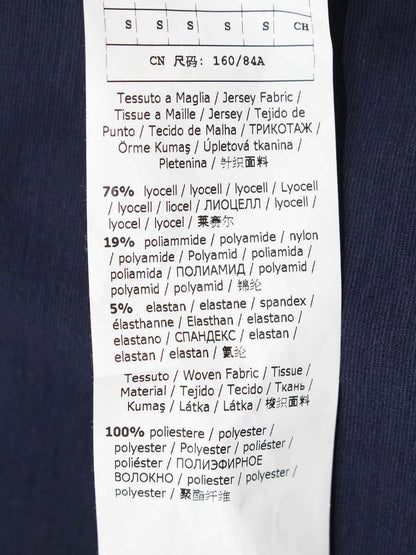 S S S S S CH
CN 尺码: 160/84A
Tessuto a Maglia / Jersey Fabric /
Tissue a Maille / Jersey / Tejido de
Punto / Tecido de Malha / ТРИКОТАЖ /
Örme Kumaş / Úpletová tkanina /
Pletenina / 针织面料
76% lyocell / lyocell / lyocell / Lyocell
/ lyocell / liocel / ЛИОЦЕЛЛ / lyocell /
lyocel / lyocel / 莱赛尔
19% poliammide / polyamide / nylon
/ polyamide / Polyamid / poliamida /
poliamida / ПОЛИАМИД / polyamid /
polyamid / polyamid / 锦纶
5% elastan / elastane / spandex /
élasthanne / Elasthan / elastano /
elastano / СПАНДЕКС / elastan /
elastan / elastan / 氨纶
Tessuto / Woven Fabric / Tissue /
Material / Tejido / Tecido / Ткань /
Kumaş / Látka / Látka / 梭织面料
100% poliestere / polyester /
polyester / Polyester / poliéster /
poliéster / ПОЛИЭФИРНОЕ
ВОЛОКНО / poliester / polyester /
polyester / 聚酯纤维